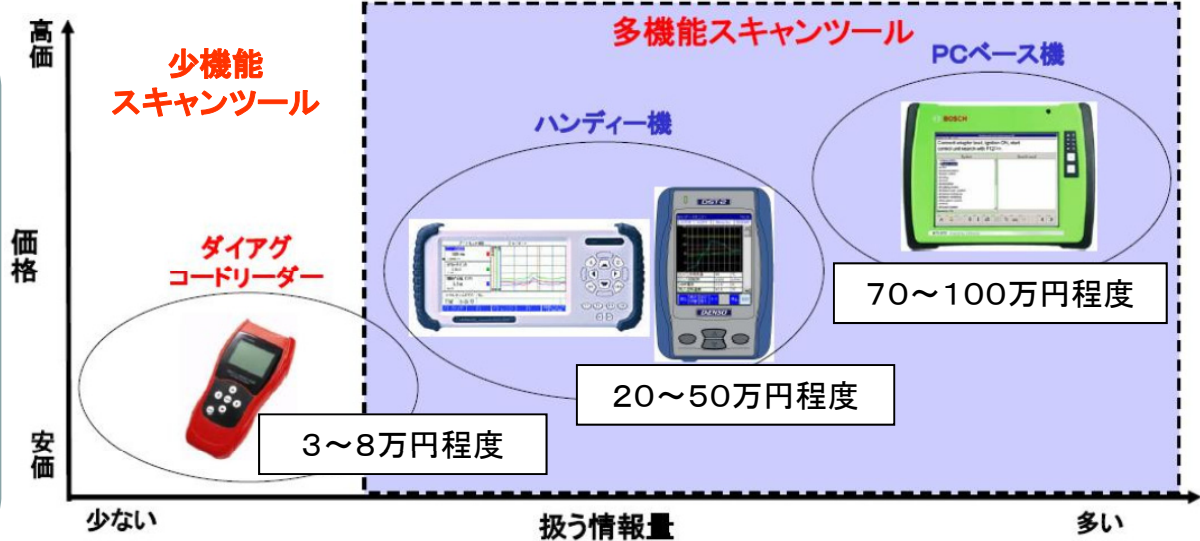 高価
多機能スキャンツール
少機能
スキャンツール
PCベース機
BOSCH
ハンディー機
DST-2
価格
ダイアグ
コードリーダー
DENSO
70～100万円程度
20～50万円程度
3～8万円程度
安価
少ない
扱う情報量
多い